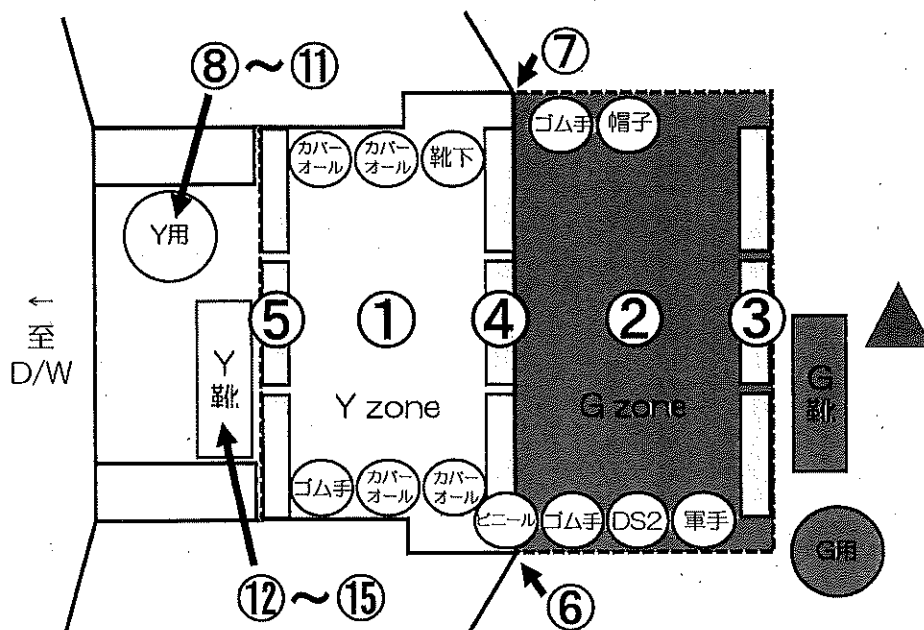 ⑧～⑪
⑦
ゴム手
帽子
カバー
オール
カバー
オール
靴下
Y用
←
至
D/W
⑤
①
④
②
③
Y
靴
Y zone
G zone
G
靴
ゴム手
カバー
オール
カバー
オール
ビニール
ゴム手
DS2
軍手
G用
⑫～⑮
⑥